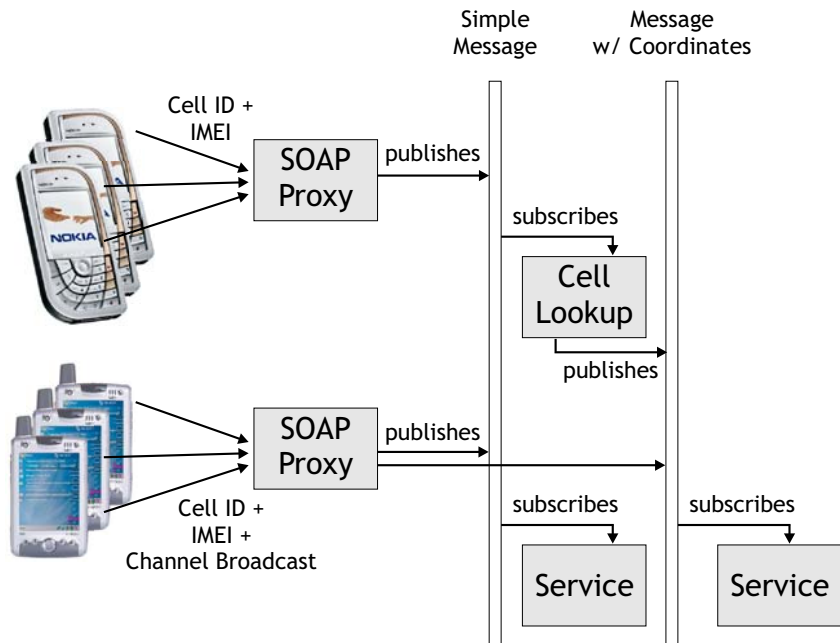 Simple
Message
Message
w/ Coordinates
Cell ID +
IMEI
SOAP
Proxy
publishes
subscribes
NOKIA
Cell
Lookup
publishes
SOAP
Proxy
publishes
Cell ID +
IMEI +
Channel Broadcast
subscribes
subscribes
Service
Service